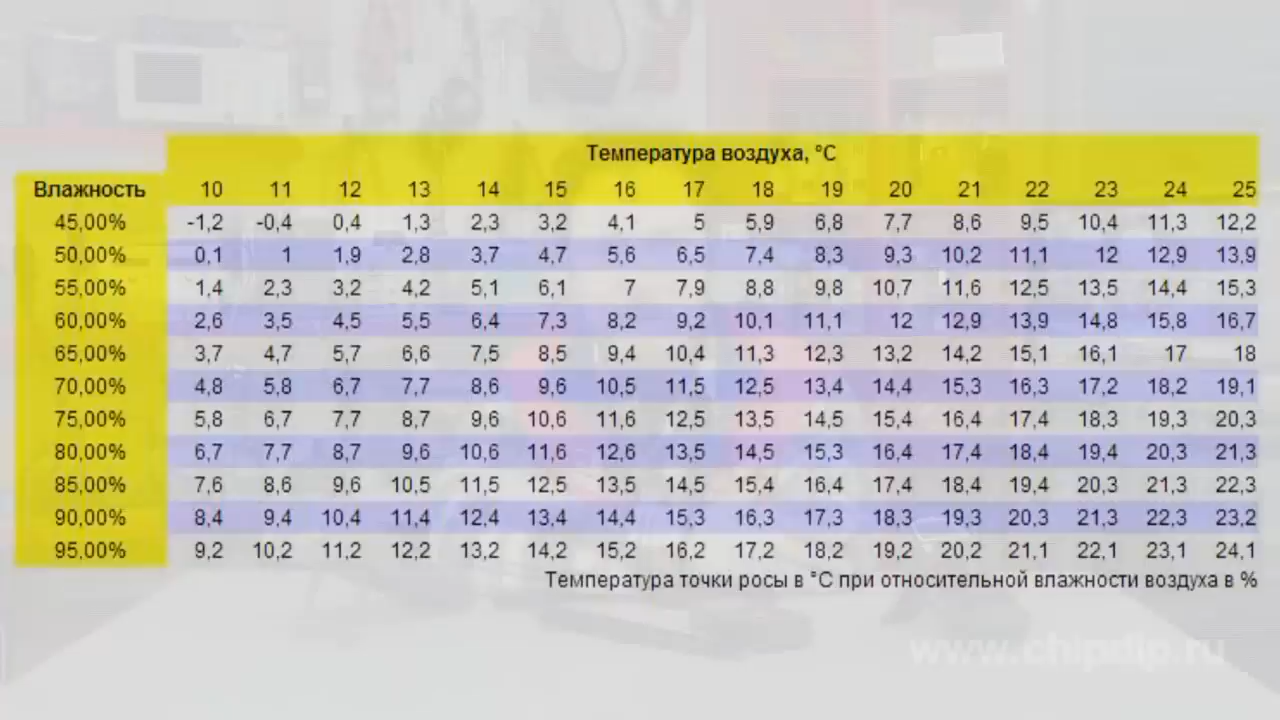 Температура воздуха, °C
Влажность 10 11 12 13 14 15 16 17 18 19 20 21 22 23 24 25
45,00% -1,2 -0,4 0,4 1,3 2,3 3,2 4,1 5 5,9 6,8 7,7 8,6 9,5 10,4 11,3 12,2
50,00% 0,1 1 1,9 2,8 3,7 4,7 5,6 6,5 7,4 8,3 9,3 10,2 11,1 12 12,9 13,9
55,00% 1,4 2,3 3,2 4,2 5,1 6,1 7 7,9 8,8 9,8 10,7 11,6 12,5 13,5 14,4 15,3
60,00% 2,6 3,5 4,5 5,5 6,4 7,3 8,2 9,2 10,1 11,1 12 12,9 13,9 14,8 15,8 16,7
65,00% 3,7 4,7 5,7 6,6 7,5 8,5 9,4 10,4 11,3 12,3 13,2 14,2 15,1 16,1 17 18
70,00% 4,8 5,8 6,7 7,7 8,6 9,6 10,5 11,5 12,5 13,4 14,4 15,3 16,3 17,2 18,2 19,1
75,00% 5,8 6,7 7,7 8,7 9,6 10,6 11,6 12,5 13,5 14,5 15,4 16,4 17,4 18,3 19,3 20,3
80,00% 6,7 7,7 8,7 9,6 10,6 11,6 12,6 13,5 14,5 15,3 16,4 17,4 18,4 19,4 20,3 21,3
85,00% 7,6 8,6 9,6 10,5 11,5 12,5 13,5 14,5 15,4 16,4 17,4 18,4 19,4 20,3 21,3 22,3
90,00% 8,4 9,4 10,4 11,4 12,4 13,4 14,4 15,3 16,3 17,3 18,3 19,3 20,3 21,3 22,3 23,2
95,00% 9,2 10,2 11,2 12,2 13,2 14,2 15,2 16,2 17,2 18,2 19,2 20,2 21,1 22,1 23,1 24,1
Температура точки росы в °C при относительной влажности воздуха в %
www.chipdip.ru